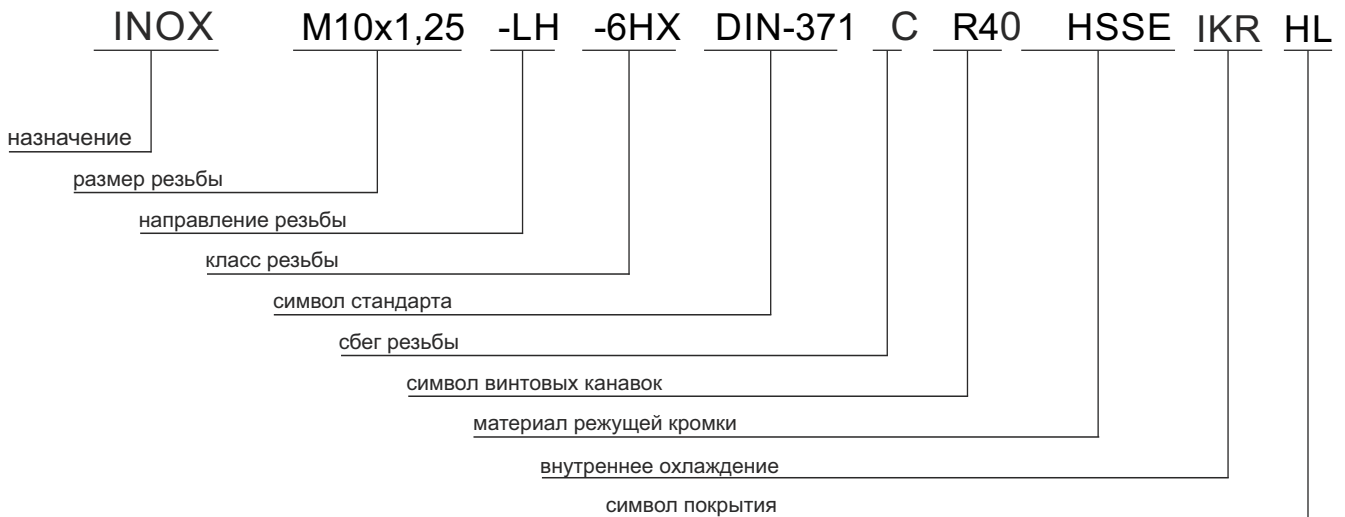 INOX M10x1,25 -LH -6HX DIN-371 C R40 HSSE IKR HL
назначение
размер резьбы
направление резьбы
класс резьбы
символ стандарта
сбег резьбы
символ винтовых канавок
материал режущей кромки
внутреннее охлаждение
символ покрытия